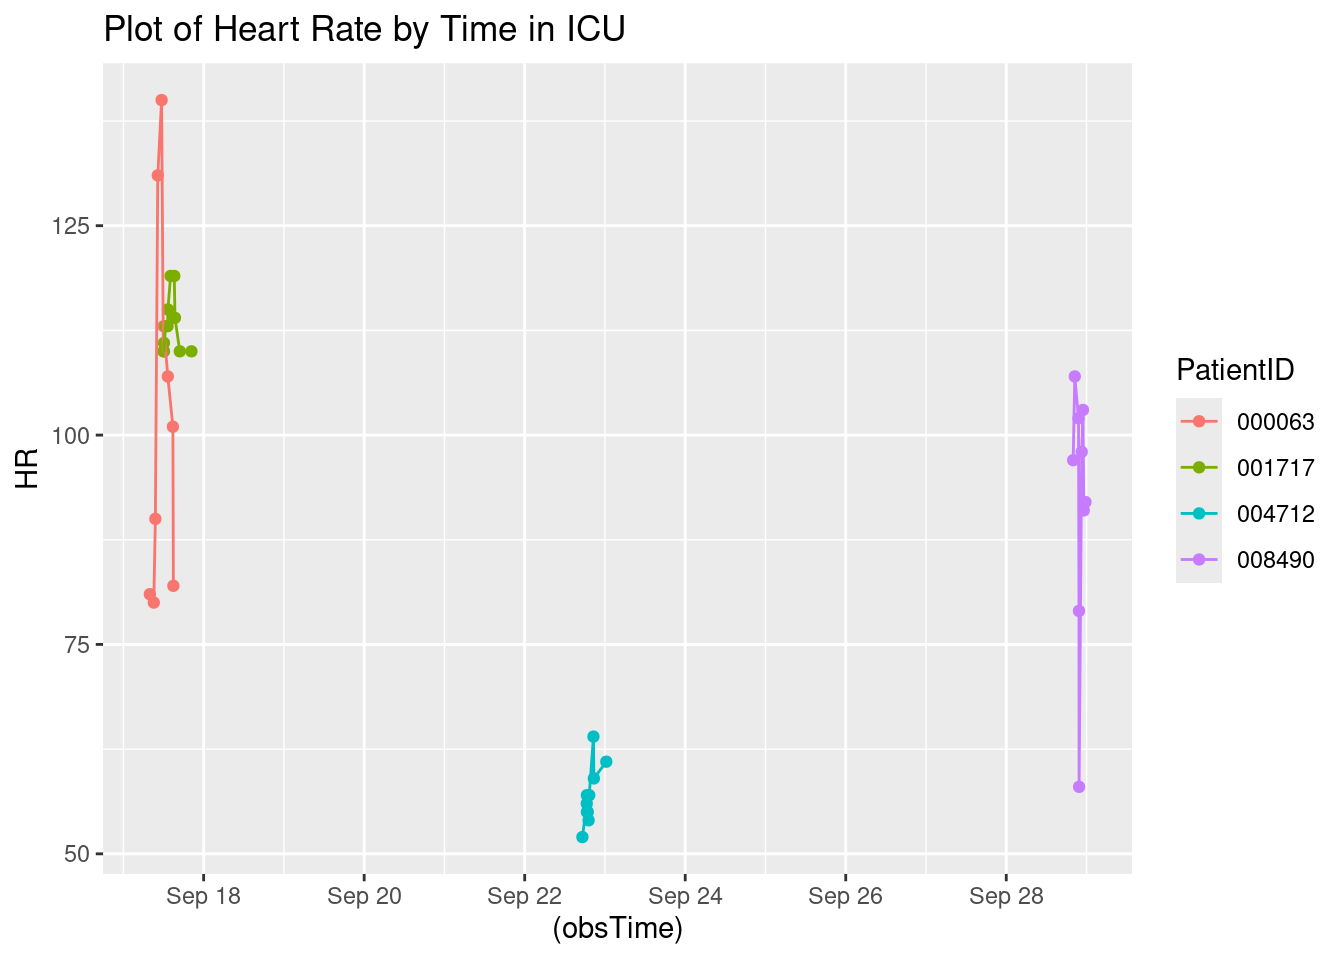 Plot of Heart Rate by Time in ICU
125
100
75
50
HR
Sep 18 Sep 20 Sep 22 Sep 24 Sep 26 Sep 28
(obsTime)
PatientID
000063
001717
004712
008490